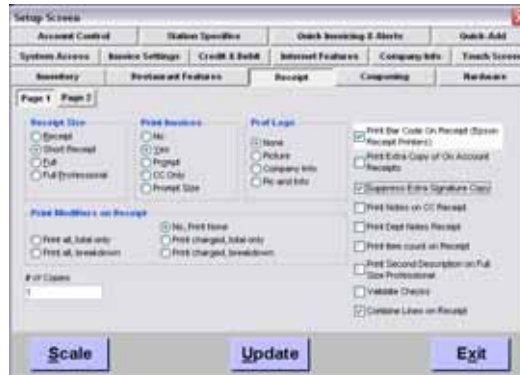 Setup Screen
Account Control Station Specifics Quick Invoicing & Alerts Quick-Add
System Access Invoice Settings Credit & Debit Internet Features Company Info Touch Screen
Inventory Restaurant Features Receipt Couponing Hardware
Page 1 Page 2
Receipt Size
Receipt
Short Receipt
Full
Full Professional
Print Invoices
No
Yes
Prompt
CC Only
Prompt Size
Prof Logo
None
Picture
Company Info
Pic and Info
Print Bar Code On Receipt (Epson
Receipt Printers)
Print Extra Copy of On Account
Receipts
Suppress Extra Signature Copy
Print Notes on CC Receipt
Print Dept Notes Receipt
Print Item count on Receipt
Print Second Description on Full
Size Professional
Validate Checks
Combine Lines on Receipt
Print Modifiers on Receipt
No, Print None
Print all, total only
Print charged, total only
Print all, breakdown
Print charged, breakdown
# of Copies
1
Scale
Update
Exit